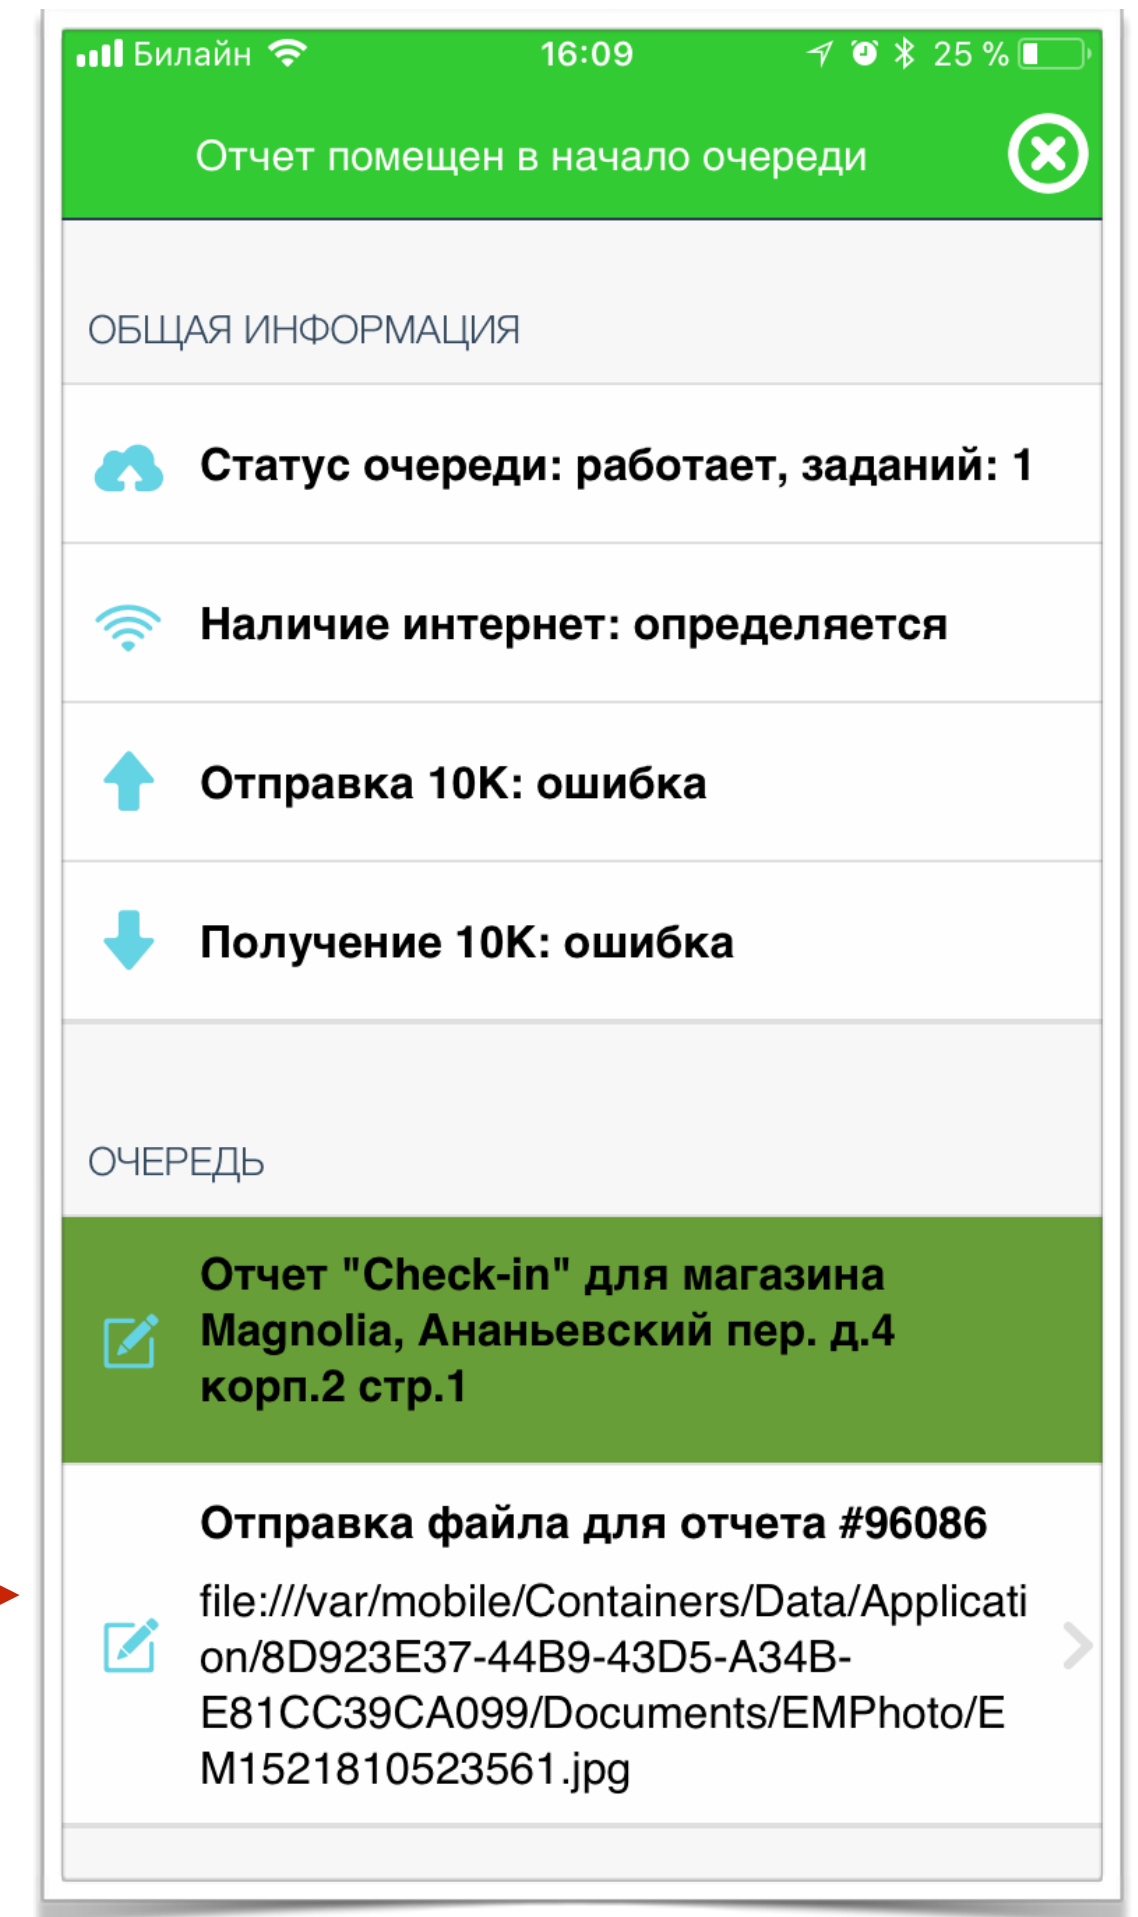 Билайн 16:09 25 %
Отчет помещен в начало очереди
ОБЩАЯ ИНФОРМАЦИЯ
Статус очереди: работает, заданий: 1
Наличие интернет: определяется
Отправка 10К: ошибка
Получение 10К: ошибка
ОЧЕРЕДЬ
Отчет "Check-in" для магазина
Magnolia, Ананьевский пер. д.4
корп.2 стр.1
Отправка файла для отчета #96086
file:///var/mobile/Containers/Data/Applicati
on/8D923E37-44B9-43D5-A34B-
E81CC39CA099/Documents/EMPhoto/E
M1521810523561.jpg